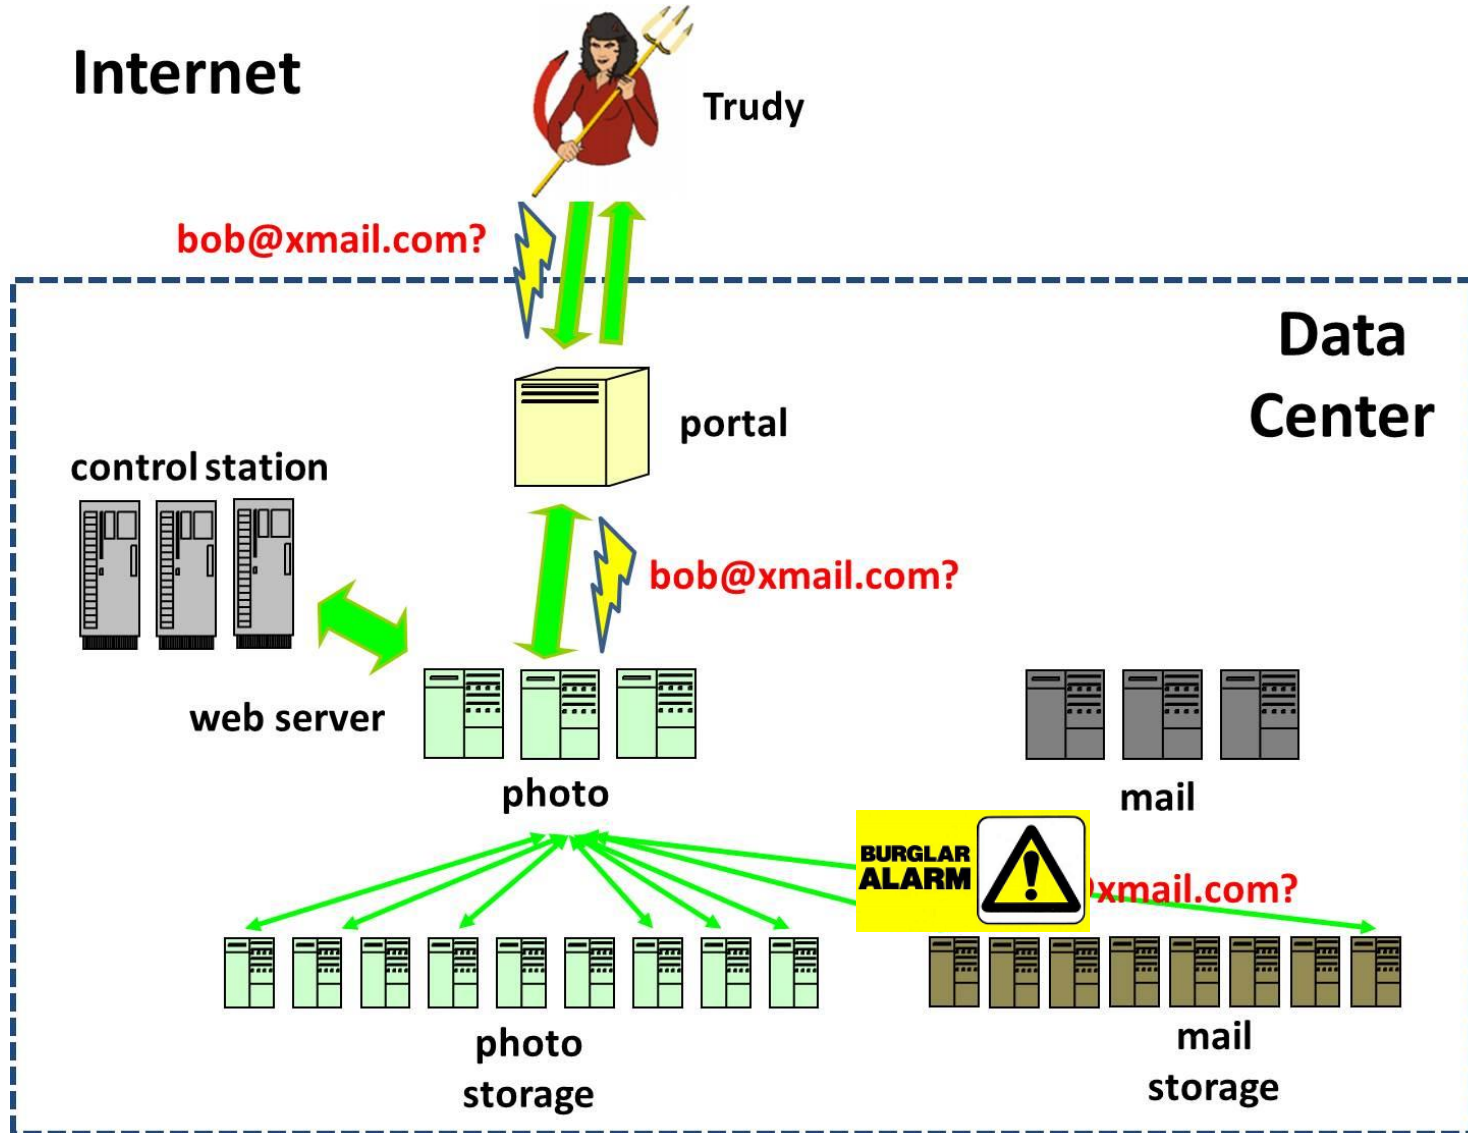 Internet
Trudy
bob@xmail.com?
Data
Center
portal
control station
bob@xmail.com?
web server
photo
mail
BURGLAR
ALARM
@xmail.com?
photo
storage
mail
storage